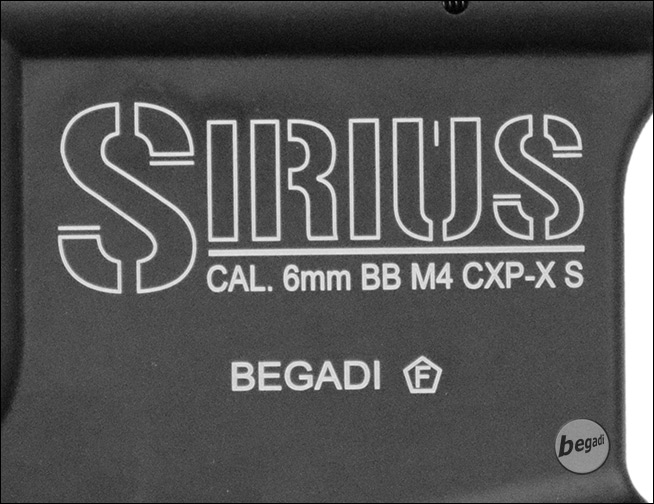 SIRIUS
CAL. 6mm BB M4 CXP-X S
BEGADI F
begadi